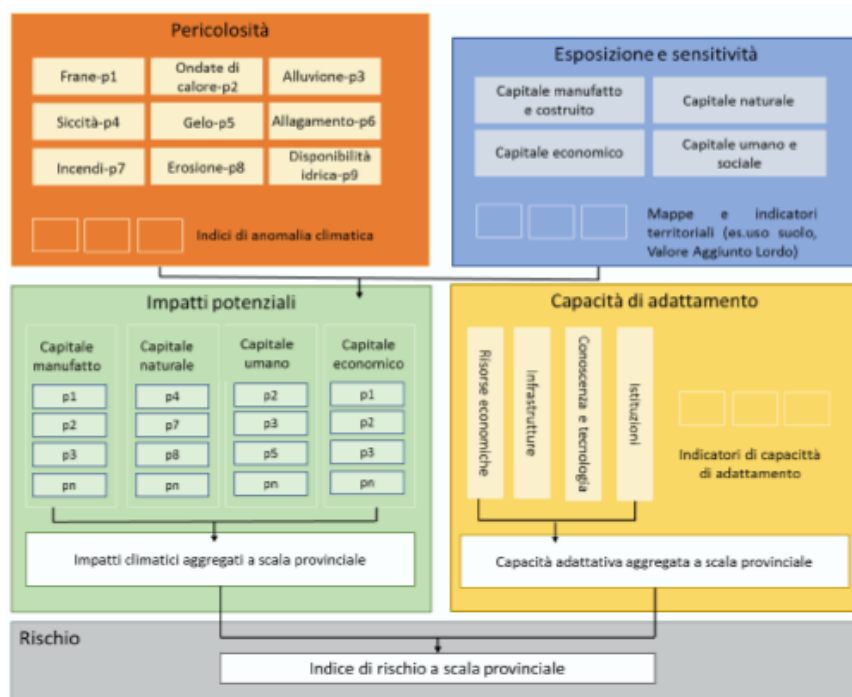 Pericolosità
Frane-p1
Ondate di
calore-p2
Alluvione-p3
Siccità-p4
Gelo-p5
Allagamento-p6
Incendi-p7
Erosione-p8
Disponibilità
idrica-p9
Indici di anomalia climatica
Esposizione e sensitività
Capitale manufatto
e costruito
Capitale naturale
Capitale economico
Capitale umano e
sociale
Mappe e indicatori
territoriali (es.uso suolo,
Valore Aggiunto Lordo)
Impatti potenziali
Capitale
manufatto
p1
p2
p3
pn
Capitale
naturale
p4
p7
p8
pn
Capitale
umano
p2
p3
p5
pn
Capitale
economico
p1
p2
p3
pn
Impatti climatici aggregati a scala provinciale
Capacità di adattamento
Risorse economiche
Infrastrutture
Conoscenza e tecnologia
Istituzioni
Indicatori di capacittà
di adattamento
Capacità adattativa aggregata a scala provinciale
Rischio
Indice di rischio a scala provinciale